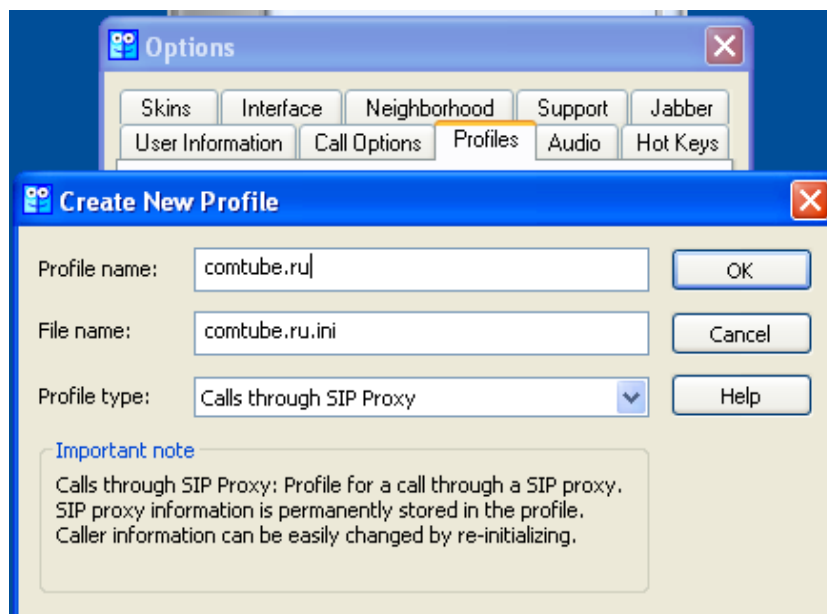 Options
Skins Interface Neighborhood Support Jabber
User Information Call Options Profiles Audio Hot Keys
Create New Profile
Profile name: comtube.ru OK
File name: comtube.ru.ini Cancel
Profile type: Calls through SIP Proxy Help
Important note
Calls through SIP Proxy: Profile for a call through a SIP proxy.
SIP proxy information is permanently stored in the profile.
Caller information can be easily changed by re-initializing.